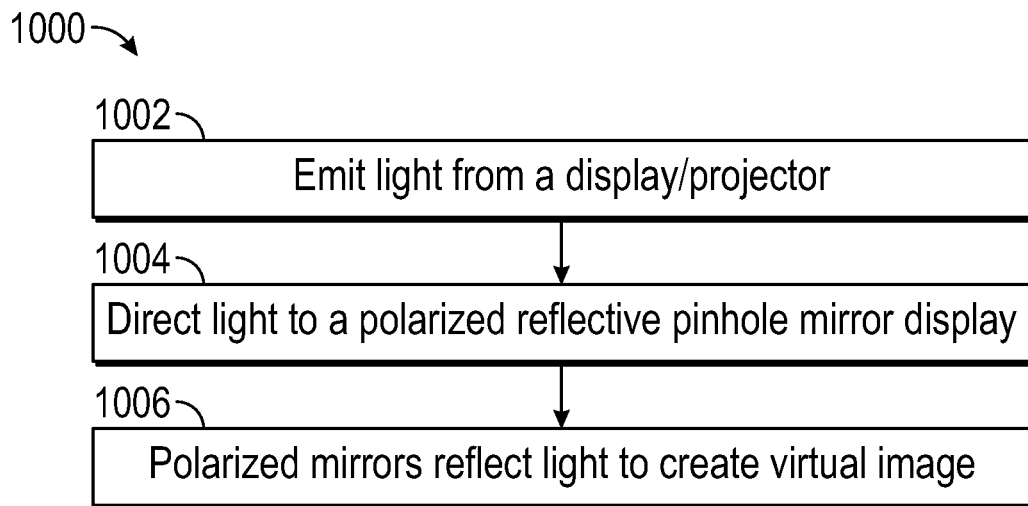 1000
1002
Emit light from a display/projector
1004
Direct light to a polarized reflective pinhole mirror display
1006
Polarized mirrors reflect light to create virtual image